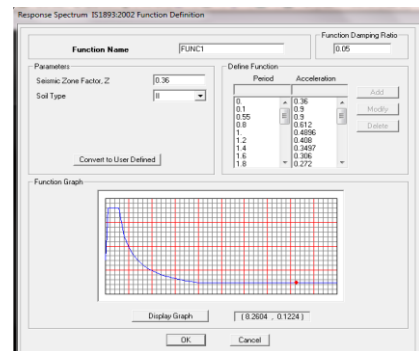 Response Spectrum IS1893:2002 Function Definition
Function Damping Ratio
Function Name FUNC1 0.05
Parameters
Seismic Zone Factor, Z 0.36
Soil Type II
Convert to User Defined
Define Function
Period Acceleration
0. 0.36
0.1 0.9
0.55 0.9
0.8 0.612
1. 0.4896
1.2 0.408
1.4 0.3497
1.6 0.306
1.8 0.272
Add
Modify
Delete
Function Graph
Display Graph (8.2604 , 0.1224)
OK Cancel